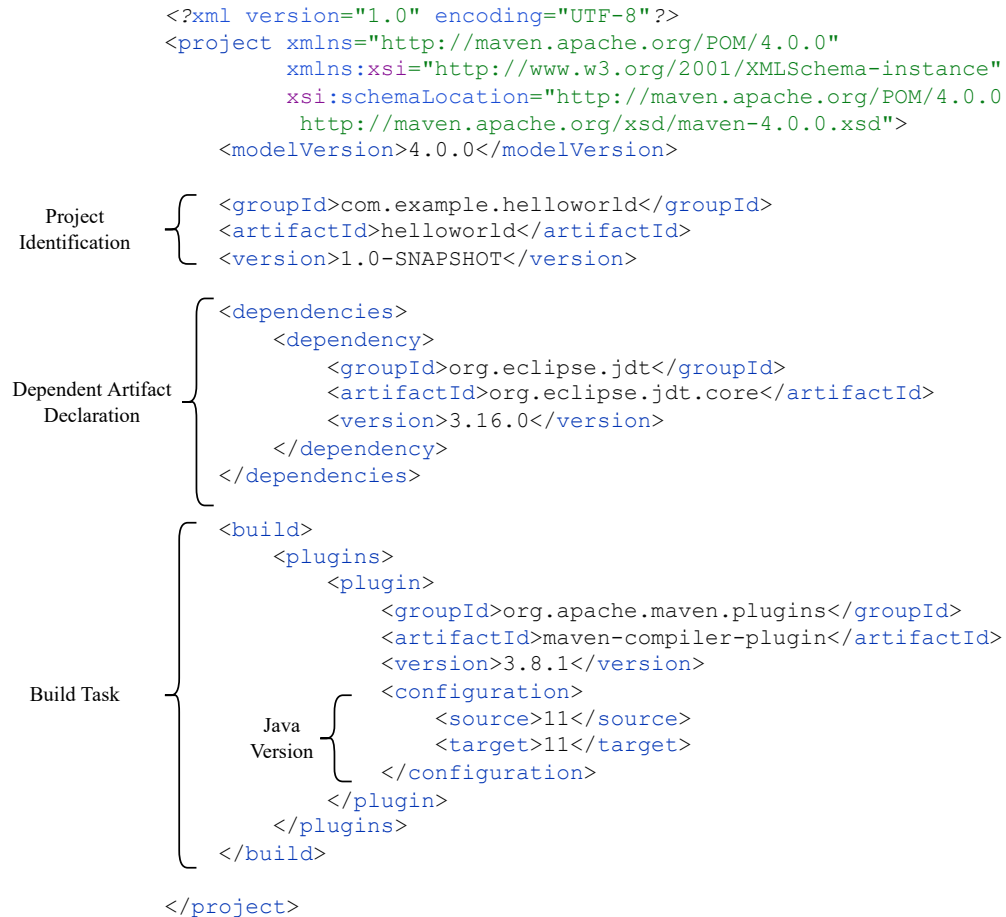 <?xml version="1.0" encoding="UTF-8"?>
<project xmlns="http://maven.apache.org/POM/4.0.0"
xmlns:xsi="http://www.w3.org/2001/XMLSchema-instance"
xsi:schemaLocation="http://maven.apache.org/POM/4.0.0
http://maven.apache.org/xsd/maven-4.0.0.xsd">
<modelVersion>4.0.0</modelVersion>
Project
Identification
<groupId>com.example.helloworld</groupId>
<artifactId>helloworld</artifactId>
<version>1.0-SNAPSHOT</version>
Dependent Artifact
Declaration
<dependencies>
<dependency>
<groupId>org.eclipse.jdt</groupId>
<artifactId>org.eclipse.jdt.core</artifactId>
<version>3.16.0</version>
</dependency>
</dependencies>
Build Task
<build>
<plugins>
<plugin>
<groupId>org.apache.maven.plugins</groupId>
<artifactId>maven-compiler-plugin</artifactId>
<version>3.8.1</version>
Java
Version
<configuration>
<source>11</source>
<target>11</target>
</configuration>
</plugin>
</plugins>
</build>
</project>